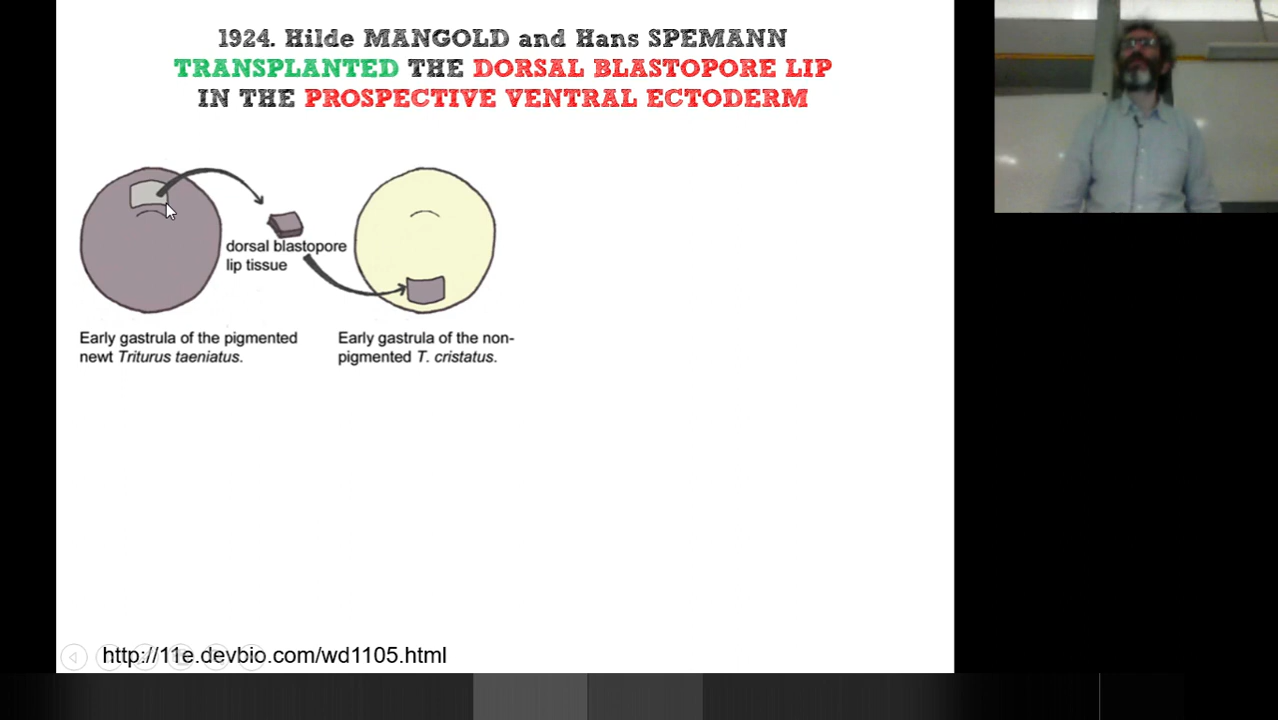 1924. Hilde MANGOLD and Hans SPEMANN
TRANSPLANTED THE DORSAL BLASTOPORE LIP
IN THE PROSPECTIVE VENTRAL ECTODERM
dorsal blastopore
lip tissue
Early gastrula of the pigmented
newt Triturus taeniatus.
Early gastrula of the non-
pigmented T. cristatus.
http://11e.devbio.com/wd1105.html